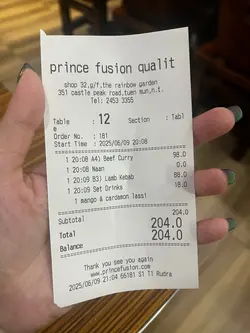 prince fusion qualit
shop 32,g/f,the rainbow garden
351 castle peak road,tuen mun,n.t.
Tel: 2453 3355
Table : 12 Section : Tabl
e
Order No. : 181
Start Time : 2025/06/09 20:08
1 20:08 A4) Beef Curry 98.0
1 20:08 Naan 0.0
1 20:09 B3) Lamb Kebab 88.0
1 20:09 Set Drinks 18.0
1 mango & cardamon lassi
Subtotal 204.0
Total 204.0
Balance 204.0
Thank you see you again
www.princefusion.com
2025/06/09 21:04 66181 S1 T1 Rudra